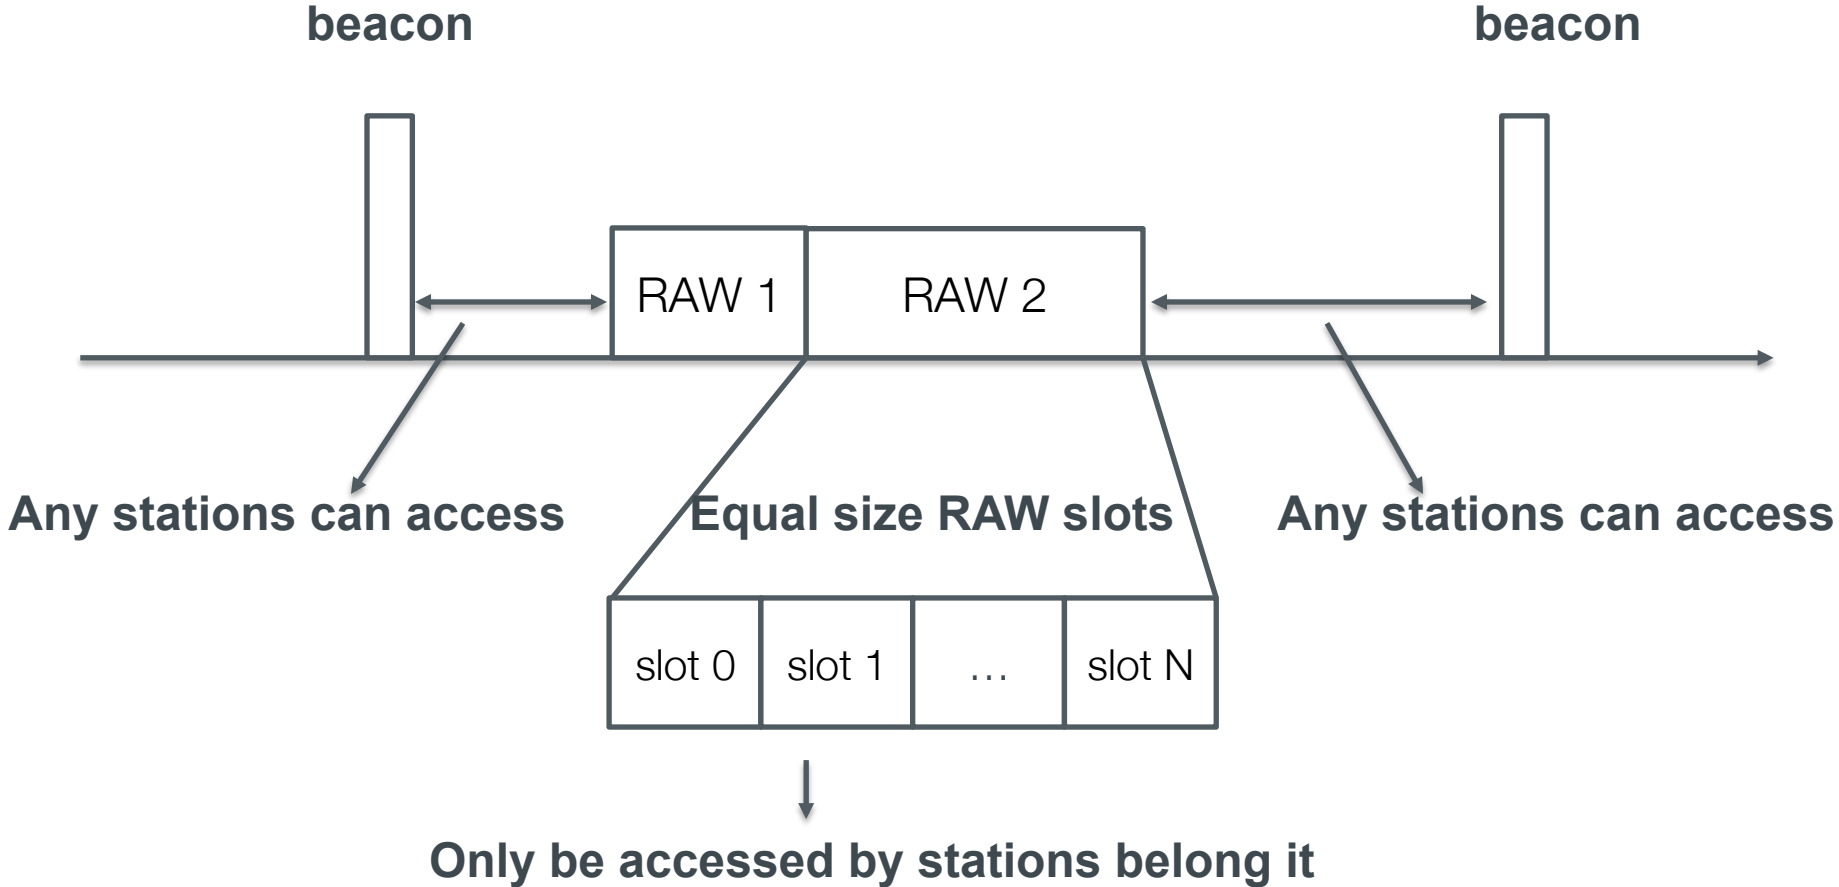 beacon
beacon
RAW 1
RAW 2
Any stations can access
Equal size RAW slots
Any stations can access
slot 0
slot 1
...
slot N
Only be accessed by stations belong it